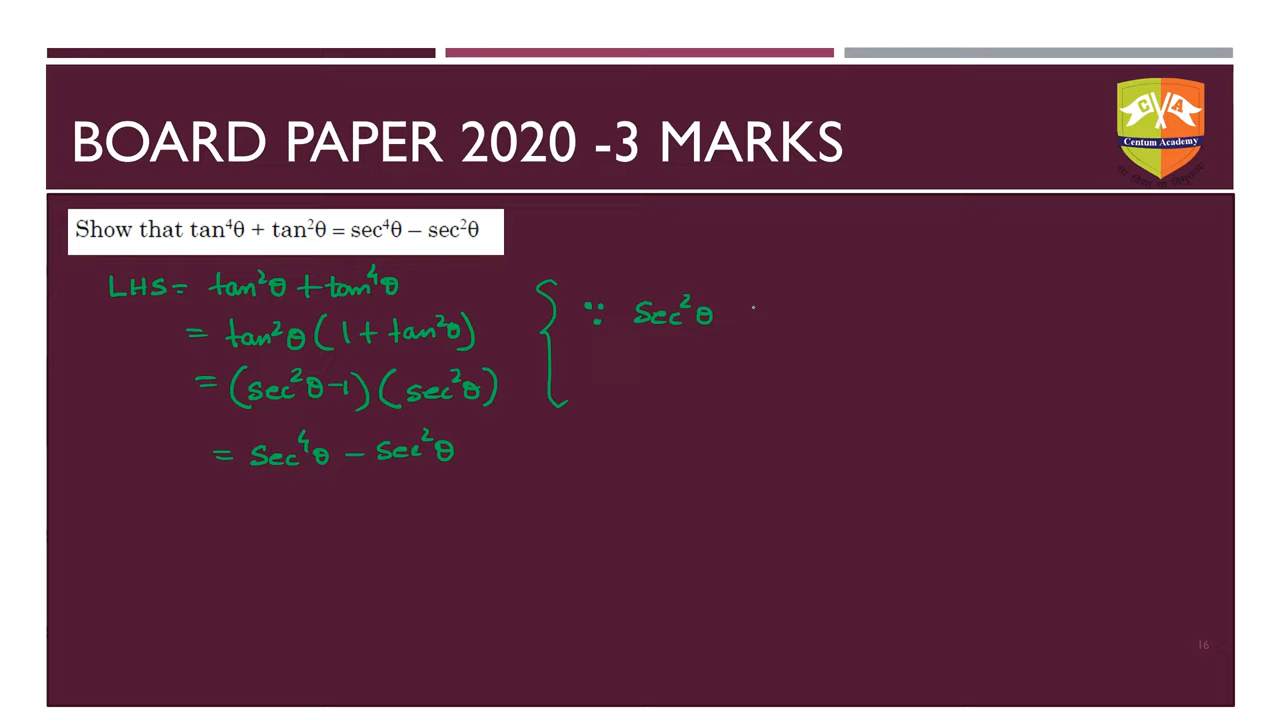 BOARD PAPER 2020 -3 MARKS
C A
Centum Academy
Show that tan⁴θ + tan²θ = sec⁴θ – sec²θ
LHS = tan²θ + tan⁴θ
= tan²θ (1 + tan²θ)
= (sec²θ-1) (sec²θ)
= sec⁴θ – sec²θ
{ ∵ sec²θ
16